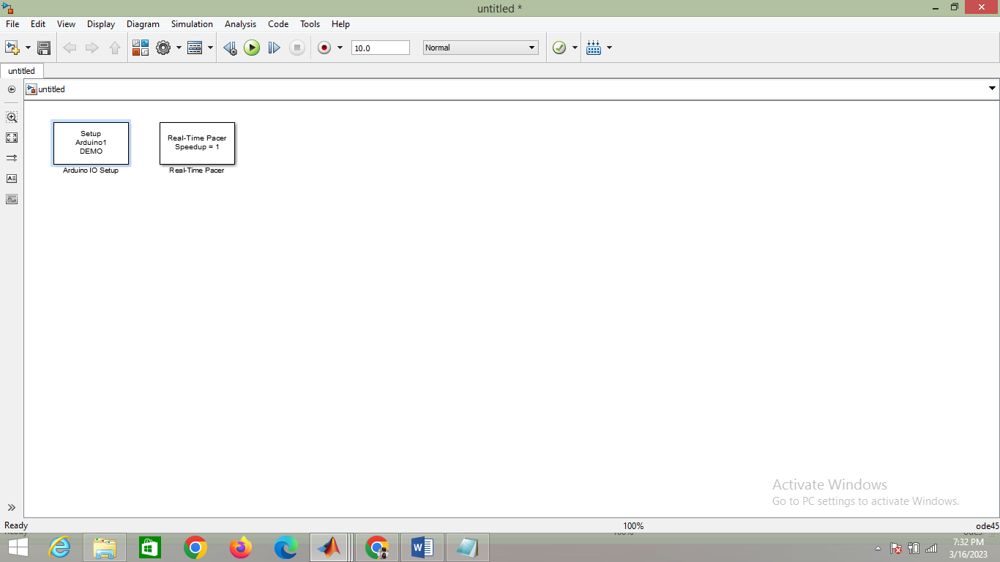 untitled *
File Edit View Display Diagram Simulation Analysis Code Tools Help
10.0 Normal
untitled
untitled
Setup
Arduino1
DEMO
Arduino IO Setup
Real-Time Pacer
Speedup = 1
Real-Time Pacer
Activate Windows
Go to PC settings to activate Windows.
Ready 100% ode45
Ready 100%
7:32 PM
3/16/2023